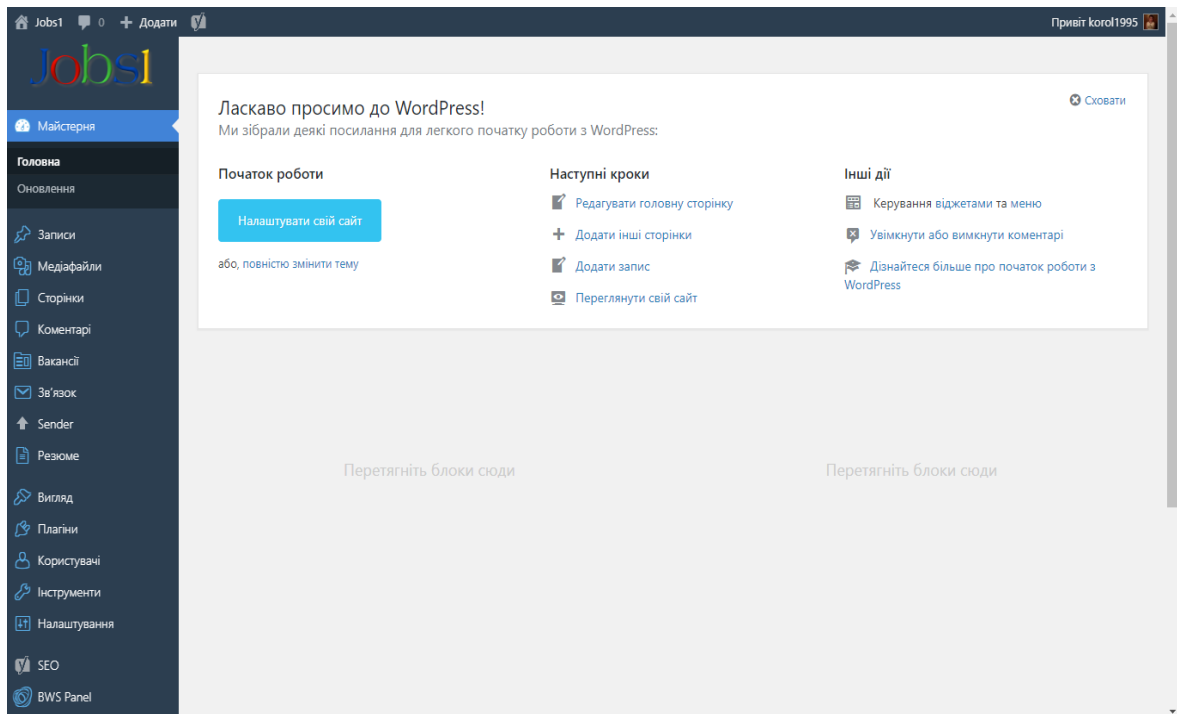 Jobs1 0 Додати
Привіт korol1995
Jobs1
Майстерня
Головна
Оновлення
Записи
Медіафайли
Сторінки
Коментарі
Вакансії
Зв'язок
Sender
Резюме
Вигляд
Плагіни
Користувачі
Інструменти
Налаштування
SEO
BWS Panel
Ласкаво просимо до WordPress!
Ми зібрали деякі посилання для легкого початку роботи з WordPress:
Сховати
Початок роботи
Налаштувати свій сайт
або, повністю змінити тему
Наступні кроки
Редагувати головну сторінку
Додати інші сторінки
Додати запис
Переглянути свій сайт
Інші дії
Керування віджетами та меню
Увімкнути або вимкнути коментарі
Дізнайтеся більше про початок роботи з
WordPress
Перетягніть блоки сюди
Перетягніть блоки сюди